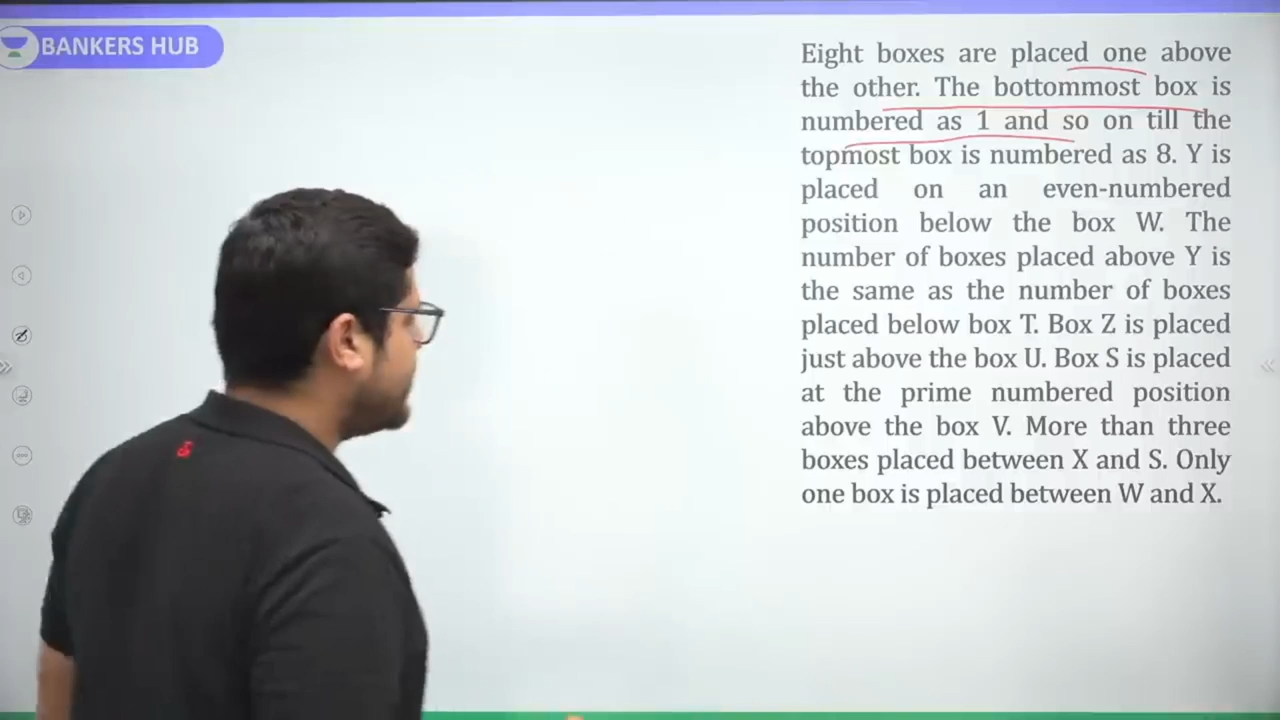 BANKERS HUB
Eight boxes are placed one above
the other. The bottommost box is
numbered as 1 and so on till the
topmost box is numbered as 8. Y is
placed on an even-numbered
position below the box W. The
number of boxes placed above Y is
the same as the number of boxes
placed below box T. Box Z is placed
just above the box U. Box S is placed
at the prime numbered position
above the box V. More than three
boxes placed between X and S. Only
one box is placed between W and X.